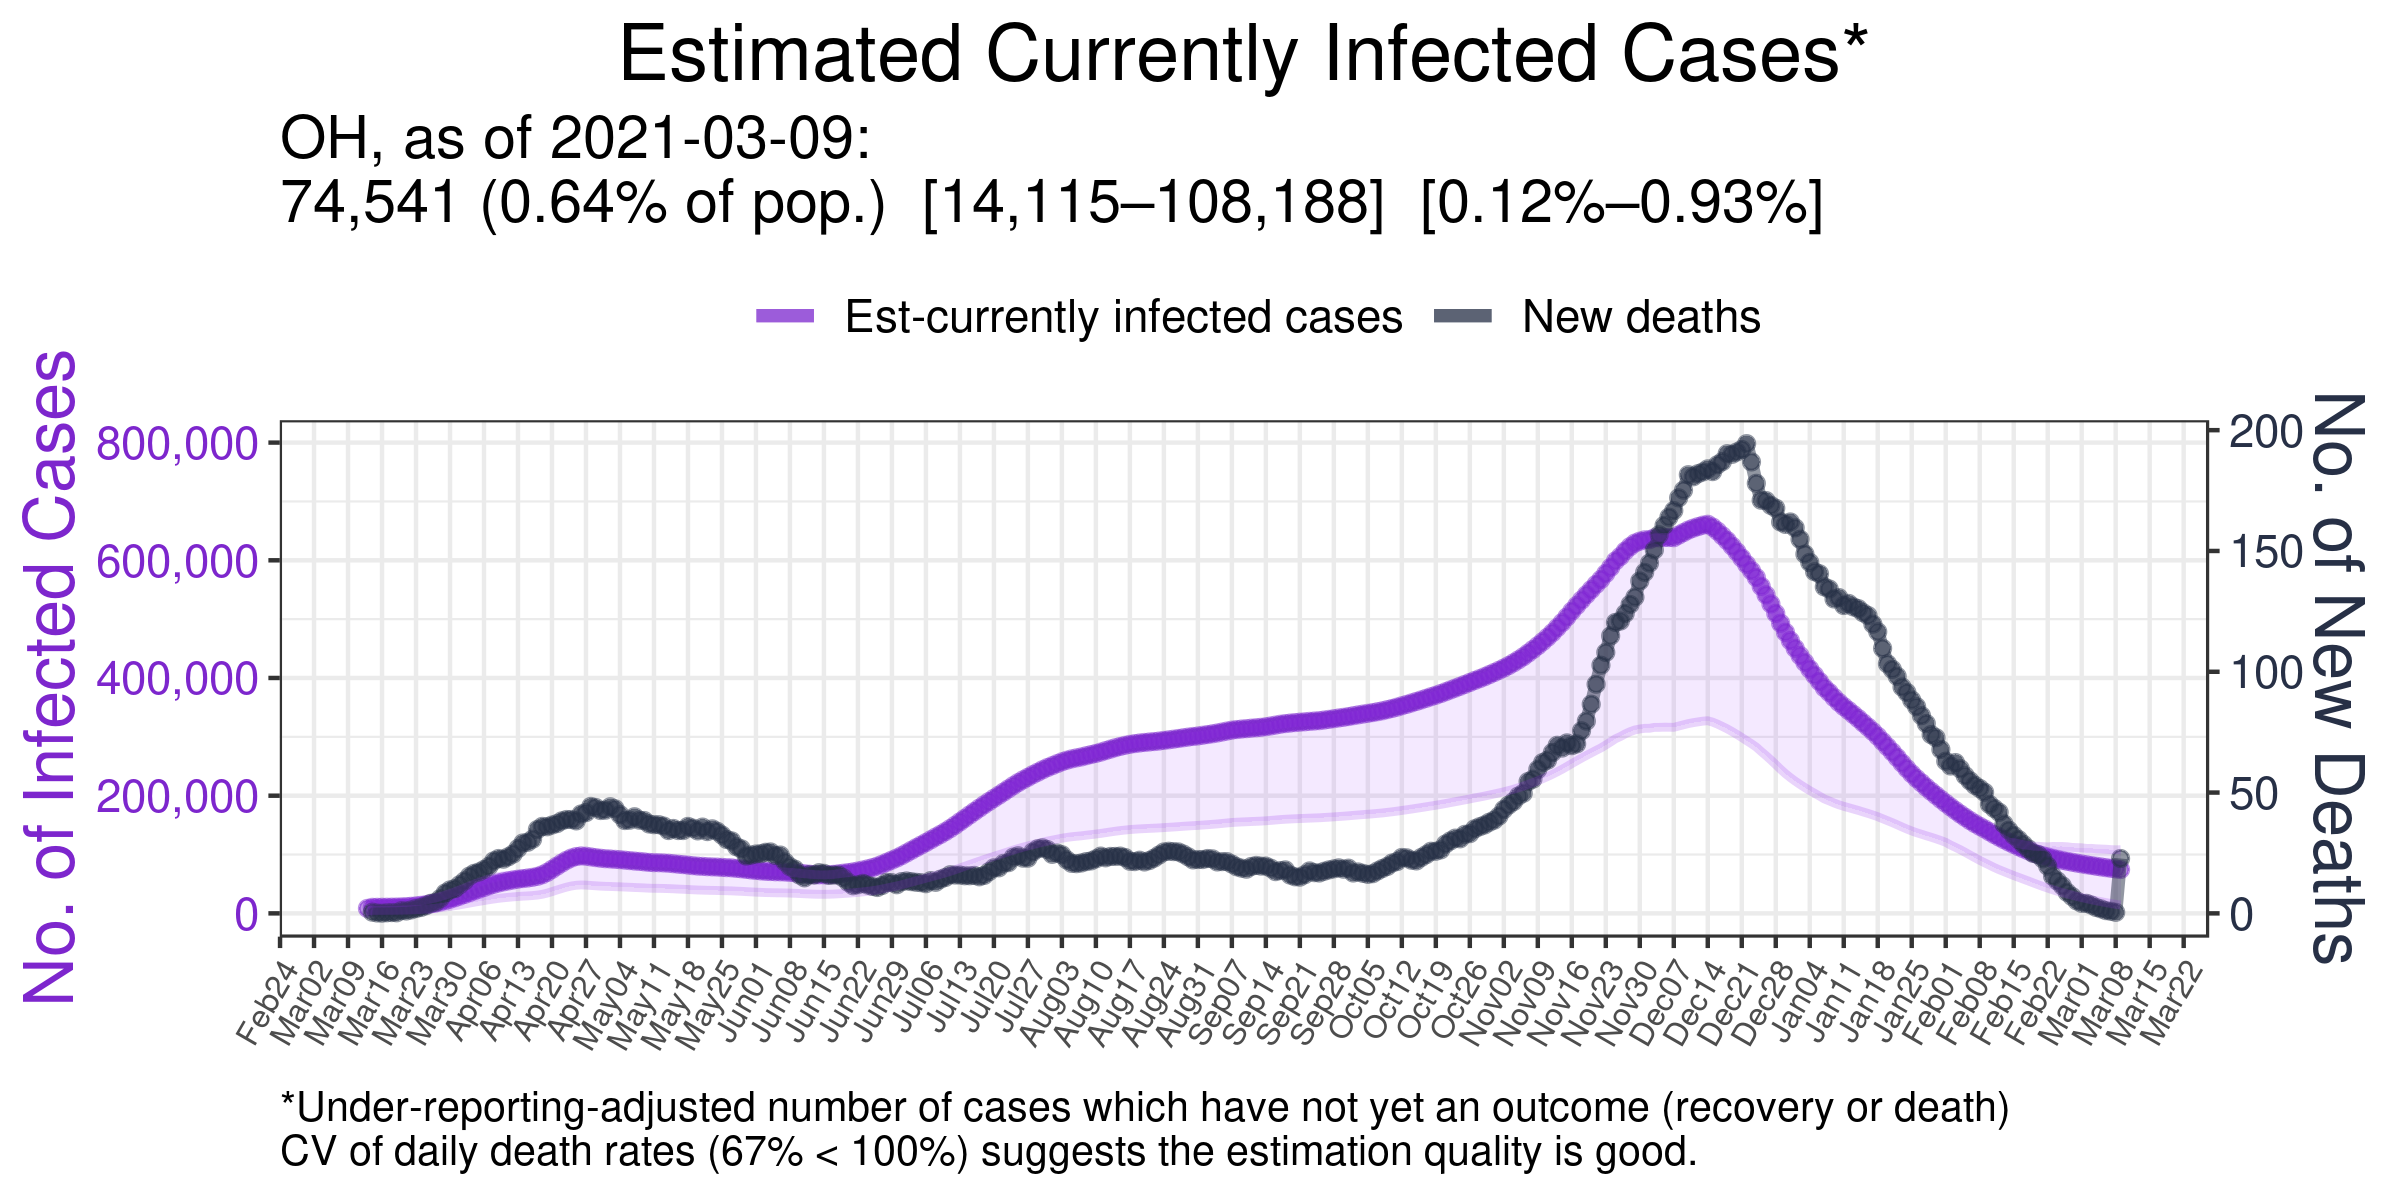 Estimated Currently Infected Cases*
OH, as of 2021-03-09:
74,541 (0.64% of pop.) [14,115–108,188] [0.12%–0.93%]
Est-currently infected cases
New deaths
No. of Infected Cases
800,000
600,000
400,000
200,000
0
200
150
100
50
0
No. of New Deaths
Feb24
Mar02
Mar09
Mar16
Mar23
Mar30
Apr06
Apr13
Apr20
Apr27
May04
May11
May18
May25
Jun01
Jun08
Jun15
Jun22
Jun29
Jul06
Jul13
Jul20
Jul27
Aug03
Aug10
Aug17
Aug24
Aug31
Sep07
Sep14
Sep21
Sep28
Oct05
Oct12
Oct19
Oct26
Nov02
Nov09
Nov16
Nov23
Nov30
Dec07
Dec14
Dec21
Dec28
Jan04
Jan11
Jan18
Jan25
Feb01
Feb08
Feb15
Feb22
Mar01
Mar08
Mar15
Mar22
*Under-reporting-adjusted number of cases which have not yet an outcome (recovery or death)
CV of daily death rates (67% < 100%) suggests the estimation quality is good.